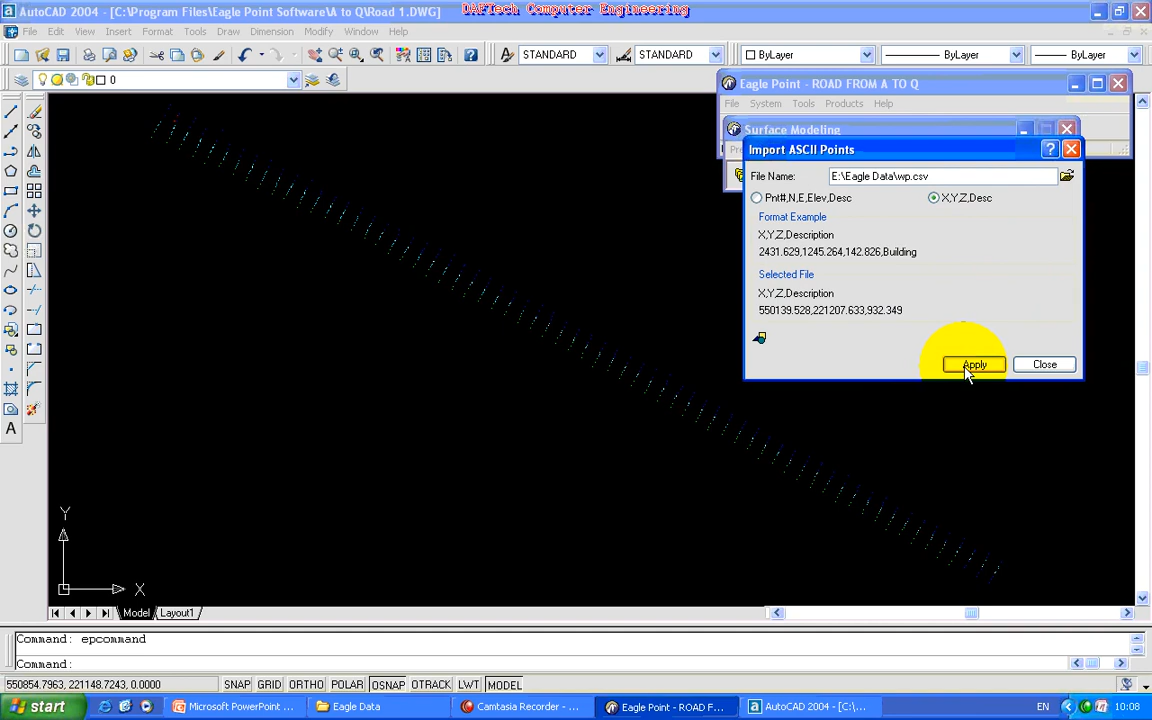 AutoCAD 2004 - [C:\Program Files\Eagle Point Software\A to Q\Road 1.DWG]
DAFTech Computer Engineering
File Edit View Insert Format Tools Draw Dimension Modify Window Help
STANDARD STANDARD ByLayer ByLayer ByLayer
0
Eagle Point - ROAD FROM A TO Q
File System Tools Products Help
Surface Modeling
Import ASCII Points
File Name: E:\Eagle Data\wp.csv
Pnt#,N,E,Elev,Desc X,Y,Z,Desc
Format Example
X,Y,Z,Description
2431.629,1245.264,142.826,Building
Selected File
X,Y,Z,Description
550139.528,221207.633,932.349
Apply Close
A
Y
X
Model Layout1
Command: epcommand
Command:
550854.7963, 221148.7243, 0.0000 SNAP GRID ORTHO POLAR OSNAP OTRACK LWT MODEL
start Microsoft PowerPoint ... Eagle Data Camtasia Recorder - ... Eagle Point - ROAD F... AutoCAD 2004 - [C:\... EN 10:08